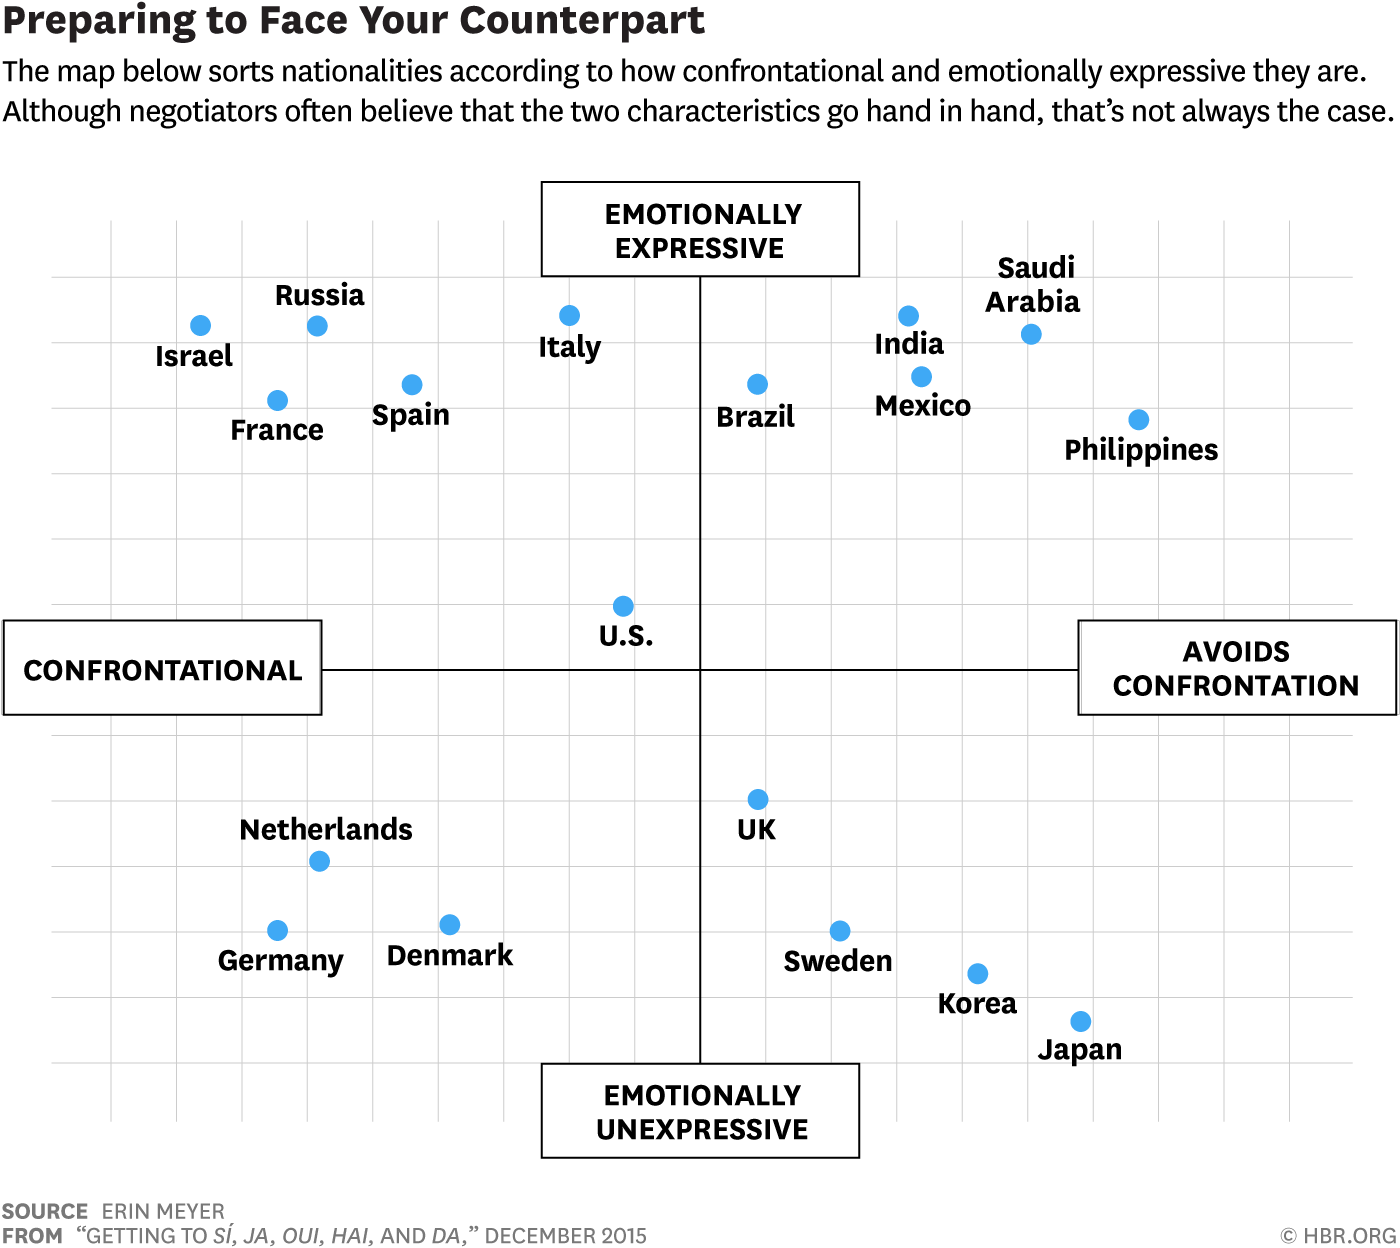 Preparing to Face Your Counterpart
The map below sorts nationalities according to how confrontational and emotionally expressive they are.
Although negotiators often believe that the two characteristics go hand in hand, that’s not always the case.
EMOTIONALLY
EXPRESSIVE
Saudi
Arabia
Russia
Israel
Italy
India
France
Spain
Brazil
Mexico
Philippines
U.S.
CONFRONTATIONAL
AVOIDS
CONFRONTATION
Netherlands
UK
Germany
Denmark
Sweden
Korea
Japan
EMOTIONALLY
UNEXPRESSIVE
SOURCE ERIN MEYER
FROM “GETTING TO SÍ, JA, OUI, HAI, AND DA,” DECEMBER 2015
© HBR.ORG